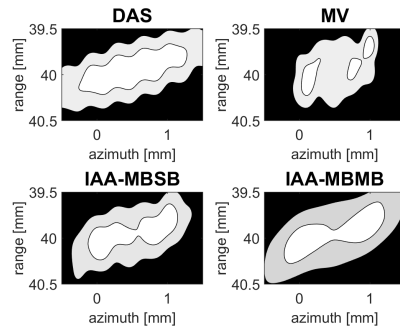 DAS
39.5
40
40.5
range [mm]
0 1
azimuth [mm]
MV
39.5
40
40.5
range [mm]
0 1
azimuth [mm]
IAA-MBSB
39.5
40
40.5
range [mm]
0 1
azimuth [mm]
IAA-MBMB
39.5
40
40.5
range [mm]
0 1
azimuth [mm]